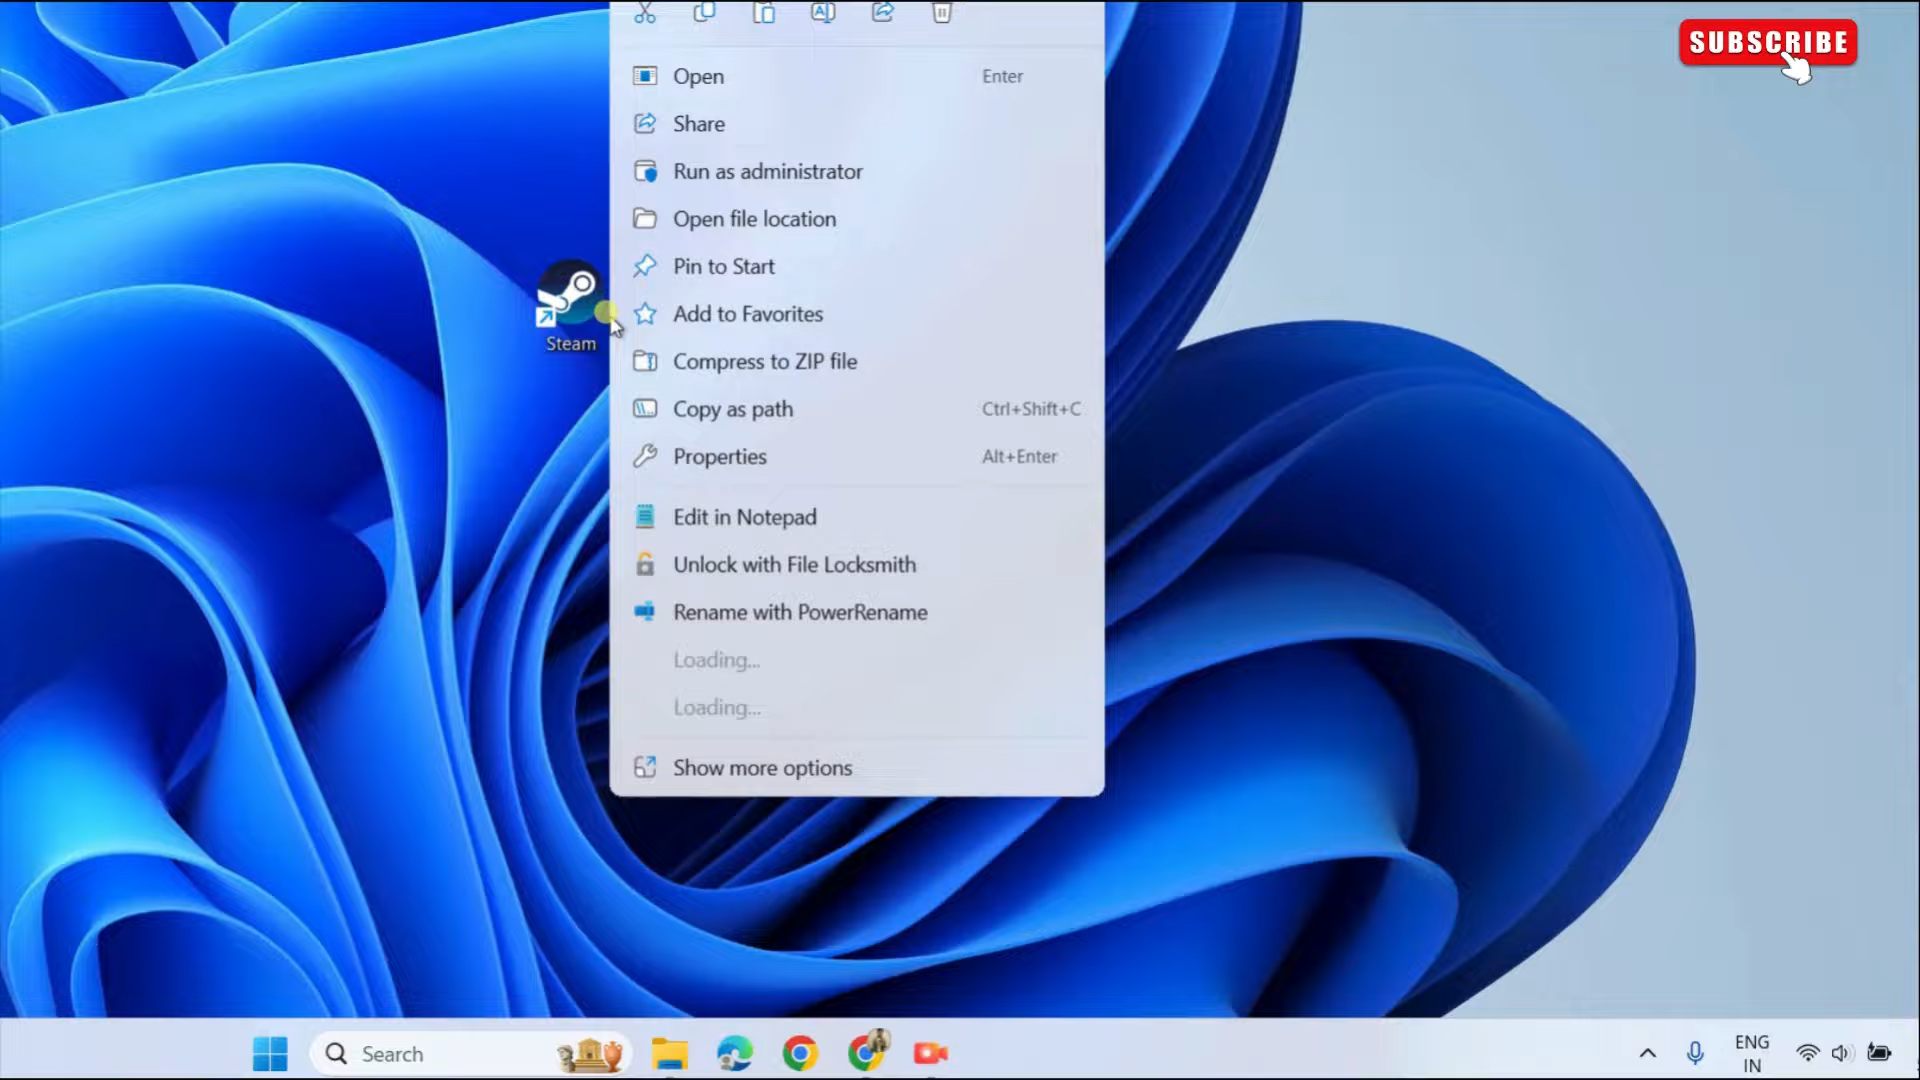 SUBSCRIBE
Open Enter
Share
Run as administrator
Open file location
Pin to Start
Add to Favorites
Compress to ZIP file
Copy as path Ctrl+Shift+C
Properties Alt+Enter
Edit in Notepad
Unlock with File Locksmith
Rename with PowerRename
Loading...
Loading...
Show more options
Steam
Search
ENG
IN